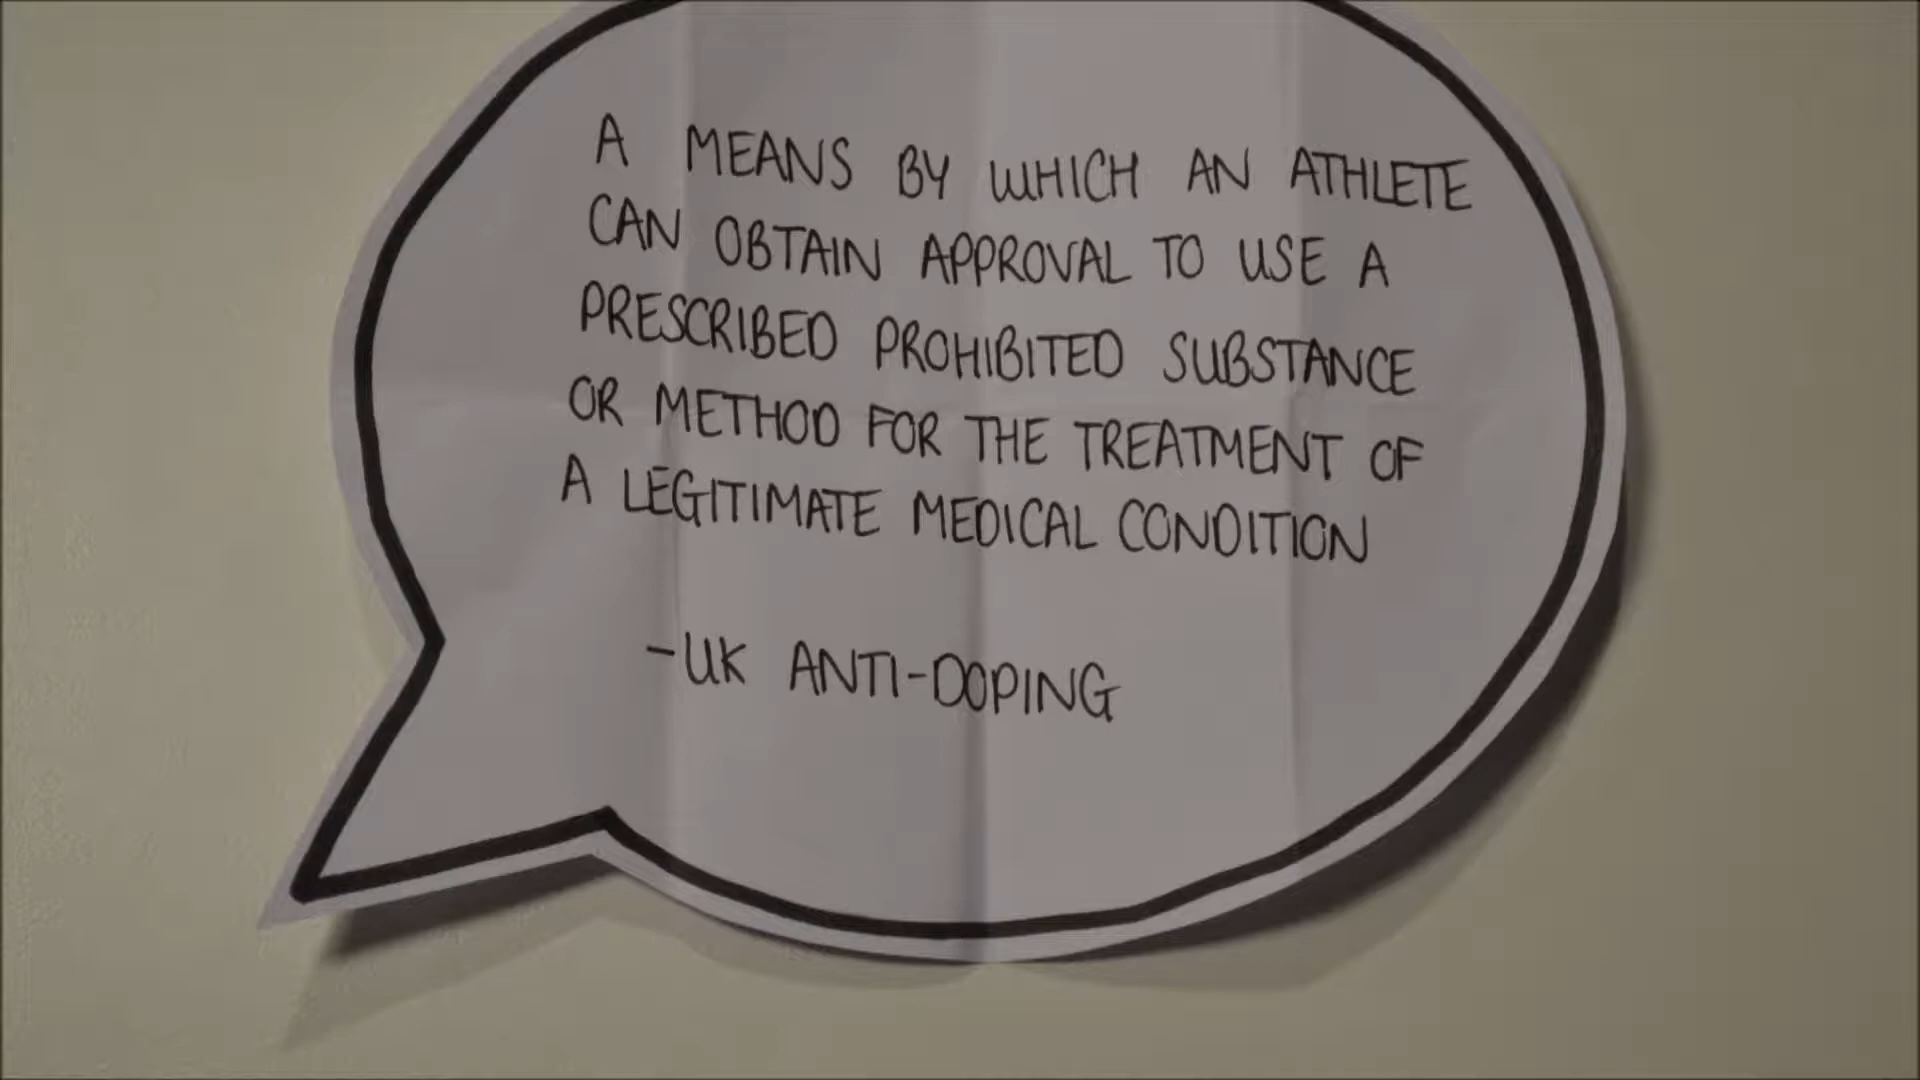 A MEANS BY WHICH AN ATHLETE
CAN OBTAIN APPROVAL TO USE A
PRESCRIBED PROHIBITED SUBSTANCE
OR METHOD FOR THE TREATMENT OF
A LEGITIMATE MEDICAL CONDITION
-UK ANTI-DOPING